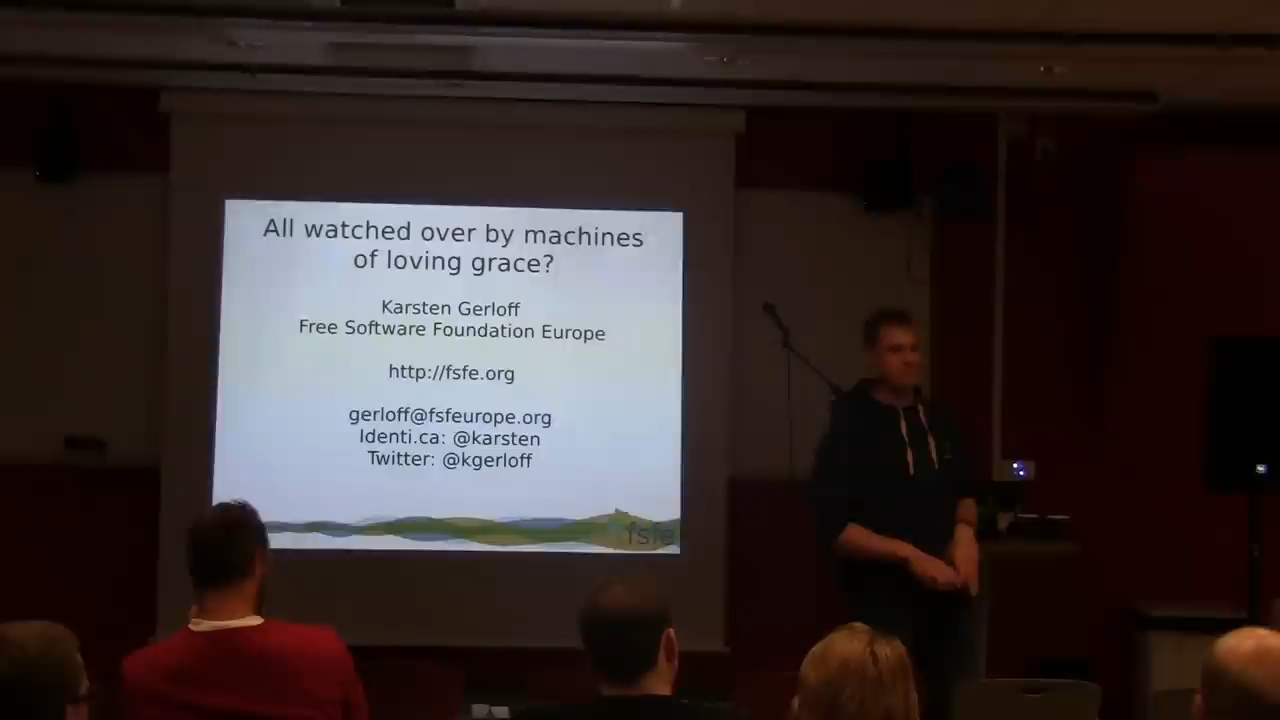 All watched over by machines
of loving grace?
Karsten Gerloff
Free Software Foundation Europe
http://fsfe.org
gerloff@fsfeurope.org
Identi.ca: @karsten
Twitter: @kgerloff
fsfe